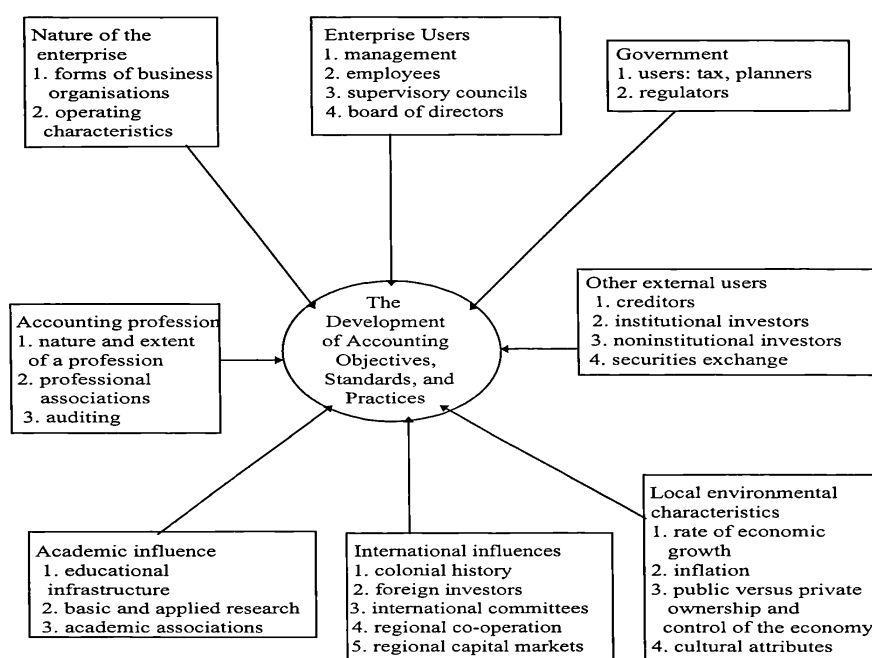 Nature of the
enterprise
1. forms of business
organisations
2. operating
characteristics
Enterprise Users
1. management
2. employees
3. supervisory councils
4. board of directors
Government
1. users: tax, planners
2. regulators
Accounting profession
1. nature and extent
of a profession
2. professional
associations
3. auditing
The
Development
of Accounting
Objectives,
Standards, and
Practices
Other external users
1. creditors
2. institutional investors
3. noninstitutional investors
4. securities exchange
Academic influence
1. educational
infrastructure
2. basic and applied research
3. academic associations
International influences
1. colonial history
2. foreign investors
3. international committees
4. regional co-operation
5. regional capital markets
Local environmental
characteristics
1. rate of economic
growth
2. inflation
3. public versus private
ownership and
control of the economy
4. cultural attributes